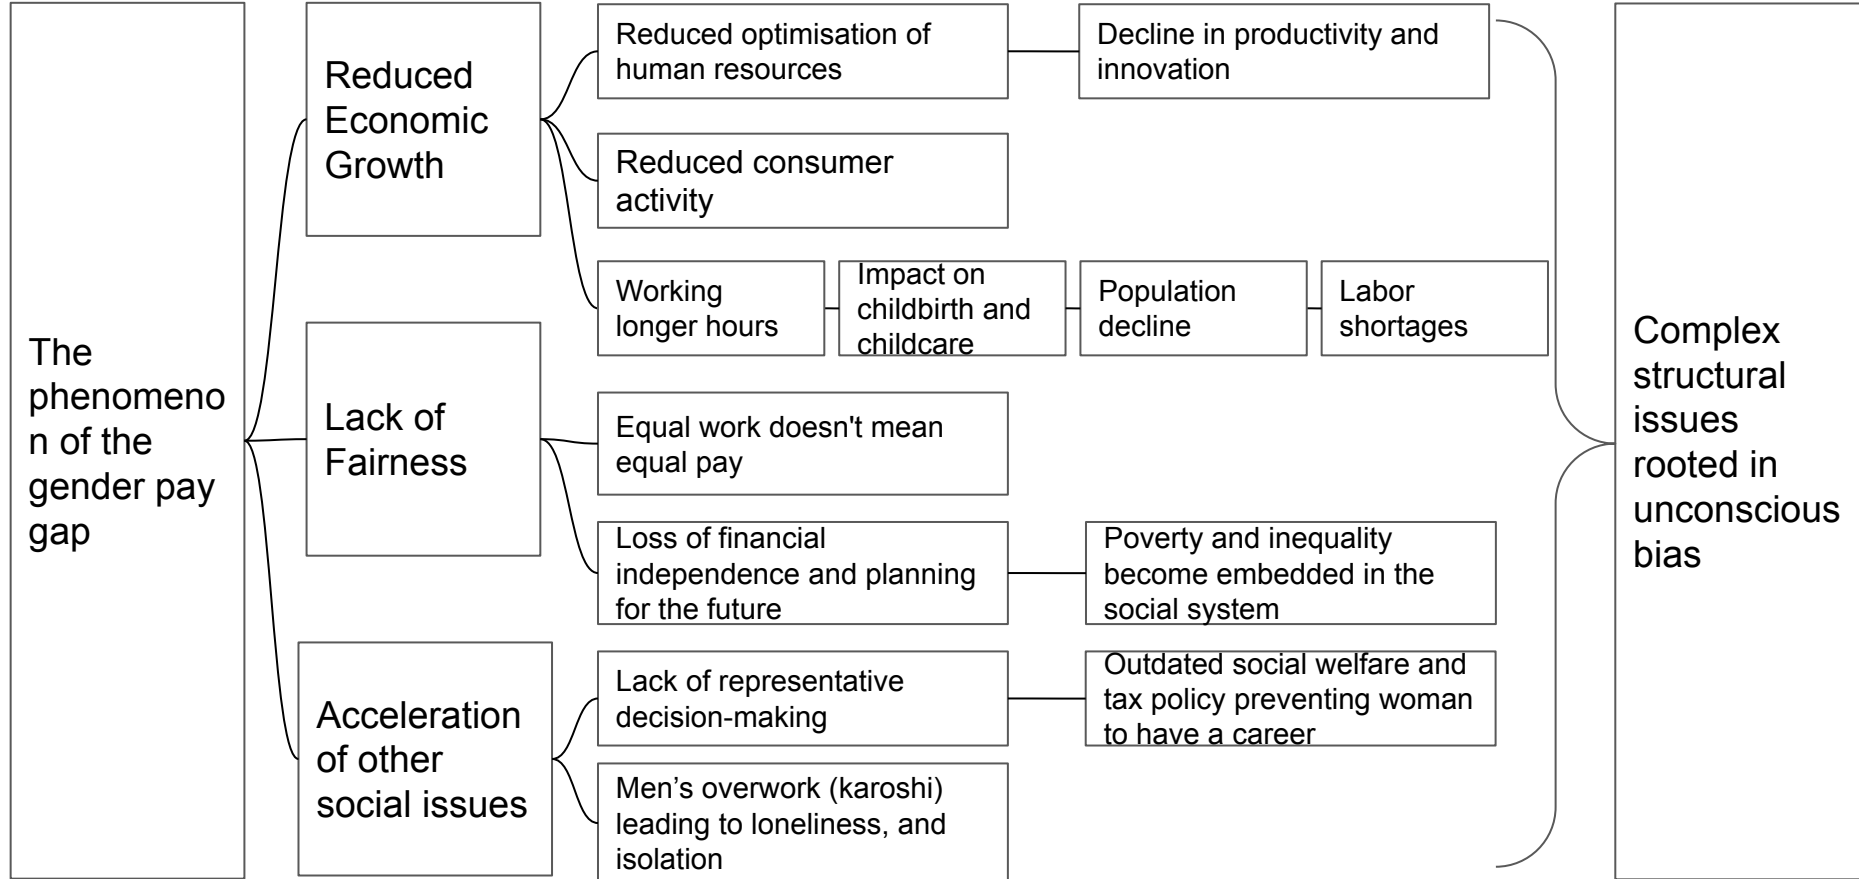 The
phenomeno
n of the
gender pay
gap
Reduced
Economic
Growth
Reduced optimisation of
human resources
Decline in productivity and
innovation
Reduced consumer
activity
Working
longer hours
Impact on
childbirth and
childcare
Population
decline
Labor
shortages
Lack of
Fairness
Equal work doesn't mean
equal pay
Loss of financial
independence and planning
for the future
Poverty and inequality
become embedded in the
social system
Acceleration
of other
social issues
Lack of representative
decision-making
Outdated social welfare and
tax policy preventing woman
to have a career
Men’s overwork (karoshi)
leading to loneliness, and
isolation
Complex
structural
issues
rooted in
unconscious
bias